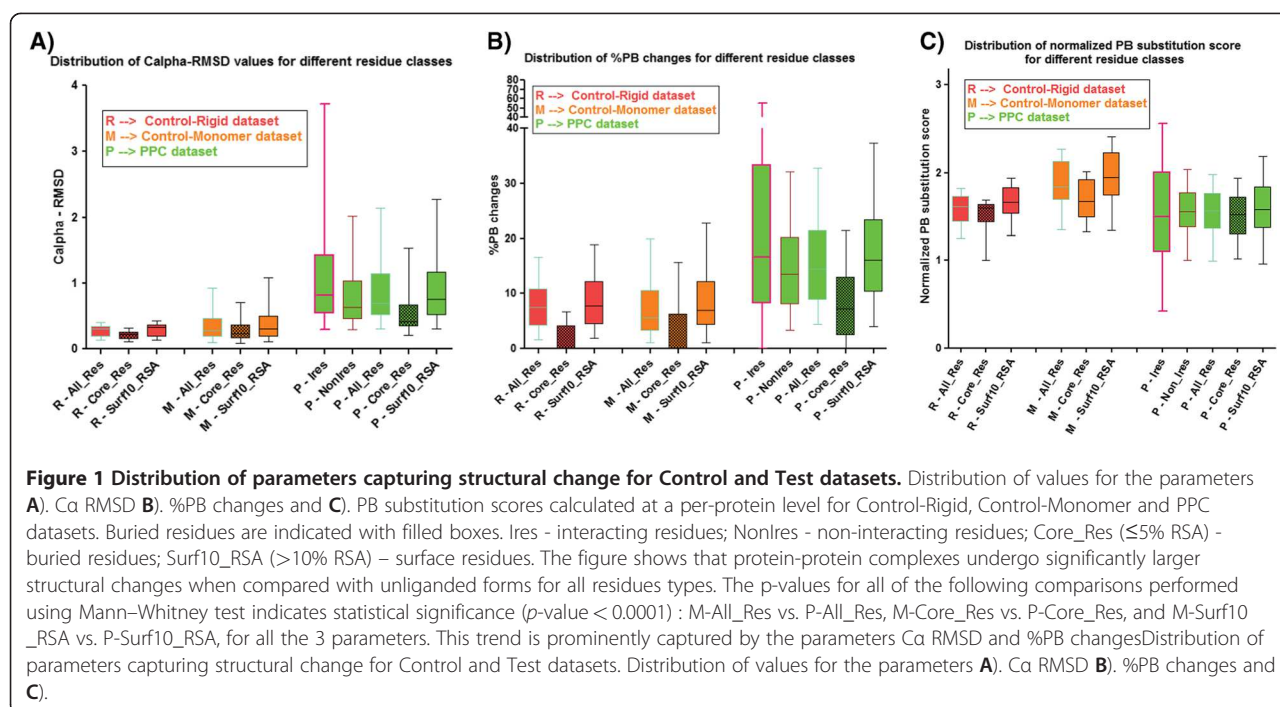 A)
Distribution of Calpha-RMSD values for different residue classes
R --> Control-Rigid dataset
M --> Control-Monomer dataset
P --> PPC dataset
Calpha - RMSD
4
3
2
1
0
R - All_Res
R - Core_Res
R - Surf10_RSA
M - All_Res
M - Core_Res
M - Surf10_RSA
P - Ires
P - NonIres
P - All_Res
P - Core_Res
P - Surf10_RSA
B)
Distribution of %PB changes for different residue classes
R --> Control-Rigid dataset
M --> Control-Monomer dataset
P --> PPC dataset
%PB changes
80
70
60
50
40
40
30
20
10
0
R - All_Res
R - Core_Res
R - Surf10_RSA
M - All_Res
M - Core_Res
M - Surf10_RSA
P - Ires
P - NonIres
P - All_Res
P - Core_Res
P - Surf10_RSA
C)
Distribution of normalized PB substitution score
for different residue classes
R --> Control-Rigid dataset
M --> Control-Monomer dataset
P --> PPC dataset
Normalized PB substitution score
3
2
1
0
R - All_Res
R - Core_Res
R - Surf10_RSA
M - All_Res
M - Core_Res
M - Surf10_RSA
P - Ires
P - Non_Ires
P - All_Res
P - Core_Res
P - Surf10_RSA
Figure 1 Distribution of parameters capturing structural change for Control and Test datasets. Distribution of values for the parameters
A). Cα RMSD B). %PB changes and C). PB substitution scores calculated at a per-protein level for Control-Rigid, Control-Monomer and PPC
datasets. Buried residues are indicated with filled boxes. Ires - interacting residues; NonIres - non-interacting residues; Core_Res (≤5% RSA) -
buried residues; Surf10_RSA (>10% RSA) – surface residues. The figure shows that protein-protein complexes undergo significantly larger
structural changes when compared with unliganded forms for all residues types. The p-values for all of the following comparisons performed
using Mann–Whitney test indicates statistical significance (p-value < 0.0001) : M-All_Res vs. P-All_Res, M-Core_Res vs. P-Core_Res, and M-Surf10
_RSA vs. P-Surf10_RSA, for all the 3 parameters. This trend is prominently captured by the parameters Cα RMSD and %PB changesDistribution of
parameters capturing structural change for Control and Test datasets. Distribution of values for the parameters A). Cα RMSD B). %PB changes and
C).